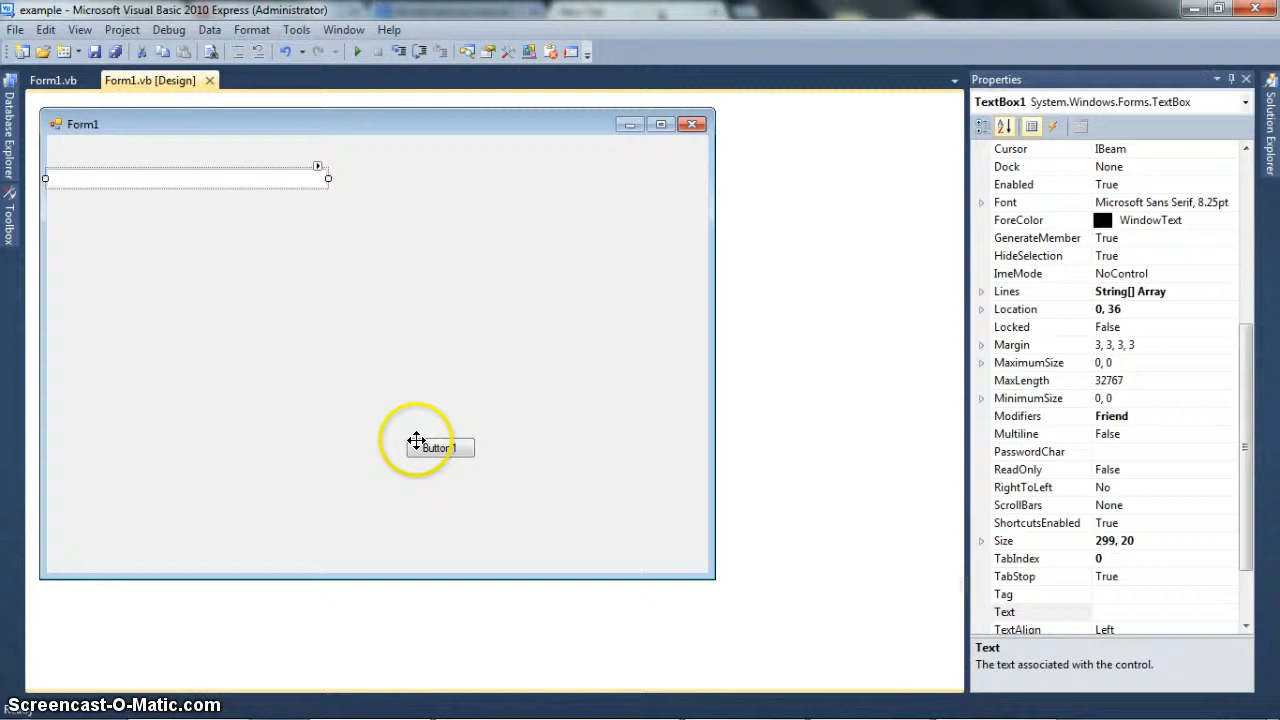 example - Microsoft Visual Basic 2010 Express (Administrator)
File Edit View Project Debug Format Data Tools Window Help
Form1.vb Form1.vb [Design]
Database Explorer
Toolbox
Form1
Button1
Properties
TextBox1 System.Windows.Forms.TextBox
Cursor IBeam
Dock None
Enabled True
Font Microsoft Sans Serif, 8.25pt
ForeColor WindowText
GenerateMember True
HideSelection True
ImeMode NoControl
Lines String[] Array
Location 0, 36
Locked False
Margin 3, 3, 3, 3
MaximumSize 0, 0
MaxLength 32767
MinimumSize 0, 0
Modifiers Friend
Multiline False
PasswordChar
ReadOnly False
RightToLeft No
ScrollBars None
ShortcutsEnabled True
Size 299, 20
TabIndex 0
TabStop True
Tag
Text
TextAlign Left
Text
The text associated with the control.
Solution Explorer
Screencast-O-Matic.com